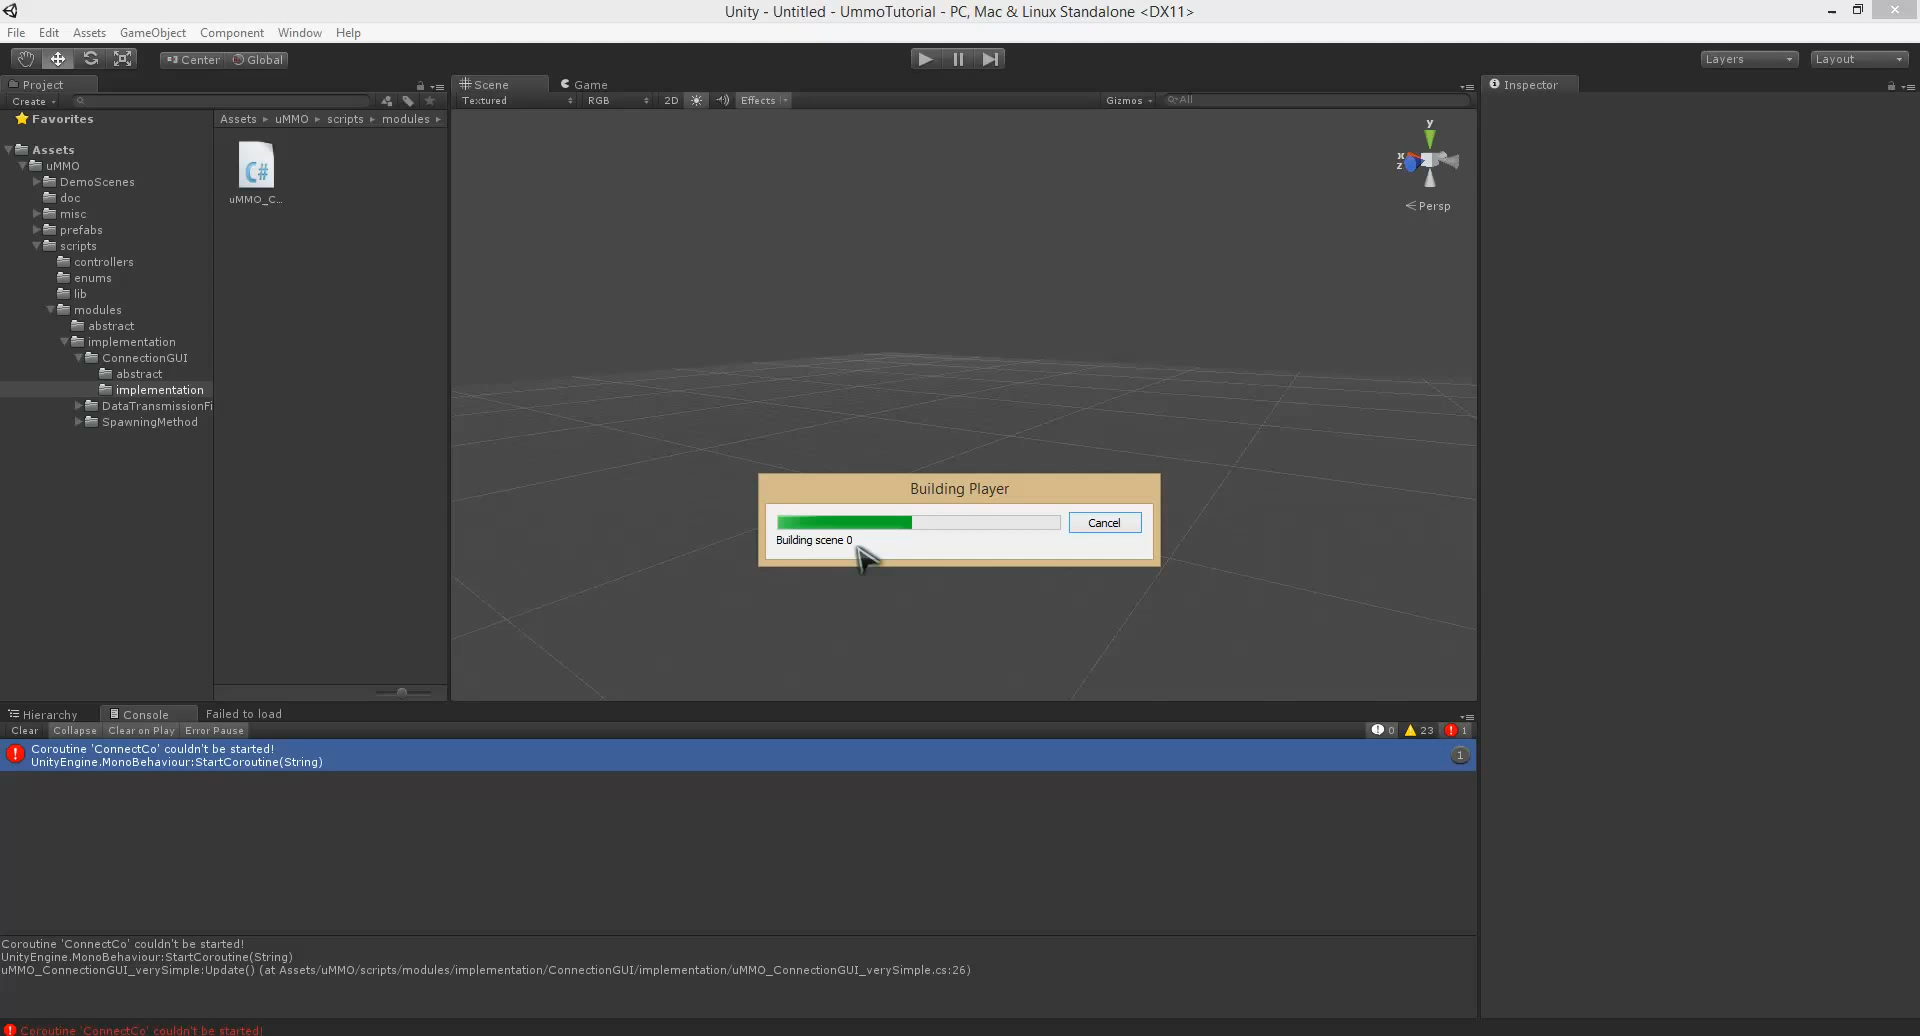 Unity - Untitled - UmmoTutorial - PC, Mac & Linux Standalone <DX11>
File Edit Assets GameObject Component Window Help
Center Global Layers Layout
Project Scene Game Inspector
Create Textured RGB 2D Effects Gizmos All
Favorites Assets uMMO scripts modules
Assets
uMMO
DemoScenes
doc
misc
prefabs
scripts
controllers
enums
lib
modules
abstract
implementation
ConnectionGUI
abstract
implementation
DataTransmissionFi
SpawningMethod
C#
uMMO_C...
y
x
z
Persp
Building Player
Cancel
Building scene 0
Hierarchy Console Failed to load
Clear Collapse Clear on Play Error Pause 0 23 1
Coroutine 'ConnectCo' couldn't be started!
UnityEngine.MonoBehaviour:StartCoroutine(String)
1
Coroutine 'ConnectCo' couldn't be started!
UnityEngine.MonoBehaviour:StartCoroutine(String)
uMMO_ConnectionGUI_verySimple:Update() (at Assets/uMMO/scripts/modules/implementation/ConnectionGUI/implementation/uMMO_ConnectionGUI_verySimple.cs:26)
Coroutine 'ConnectCo' couldn't be started!